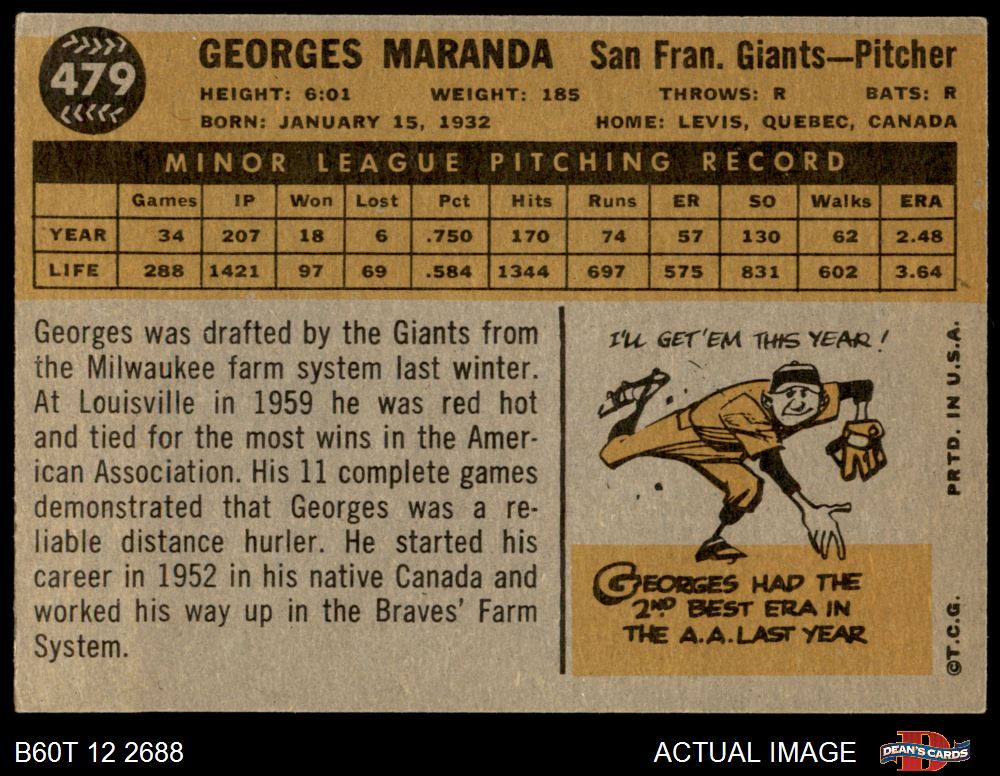 479
GEORGES MARANDA San Fran. Giants—Pitcher
HEIGHT: 6:01 WEIGHT: 185 THROWS: R BATS: R
BORN: JANUARY 15, 1932 HOME: LEVIS, QUEBEC, CANADA
MINOR LEAGUE PITCHING RECORD
Games IP Won Lost Pct Hits Runs ER SO Walks ERA
YEAR 34 207 18 6 .750 170 74 57 130 62 2.48
LIFE 288 1421 97 69 .584 1344 697 575 831 602 3.64
Georges was drafted by the Giants from
the Milwaukee farm system last winter.
At Louisville in 1959 he was red hot
and tied for the most wins in the Amer-
ican Association. His 11 complete games
demonstrated that Georges was a re-
liable distance hurler. He started his
career in 1952 in his native Canada and
worked his way up in the Braves' Farm
System.
I'LL GET 'EM THIS YEAR!
GEORGES HAD THE
2ND BEST ERA IN
THE A.A. LAST YEAR
©T.C.G. PRTD. IN U.S.A.
B60T 12 2688 ACTUAL IMAGE
D
DEAN'S CARDS